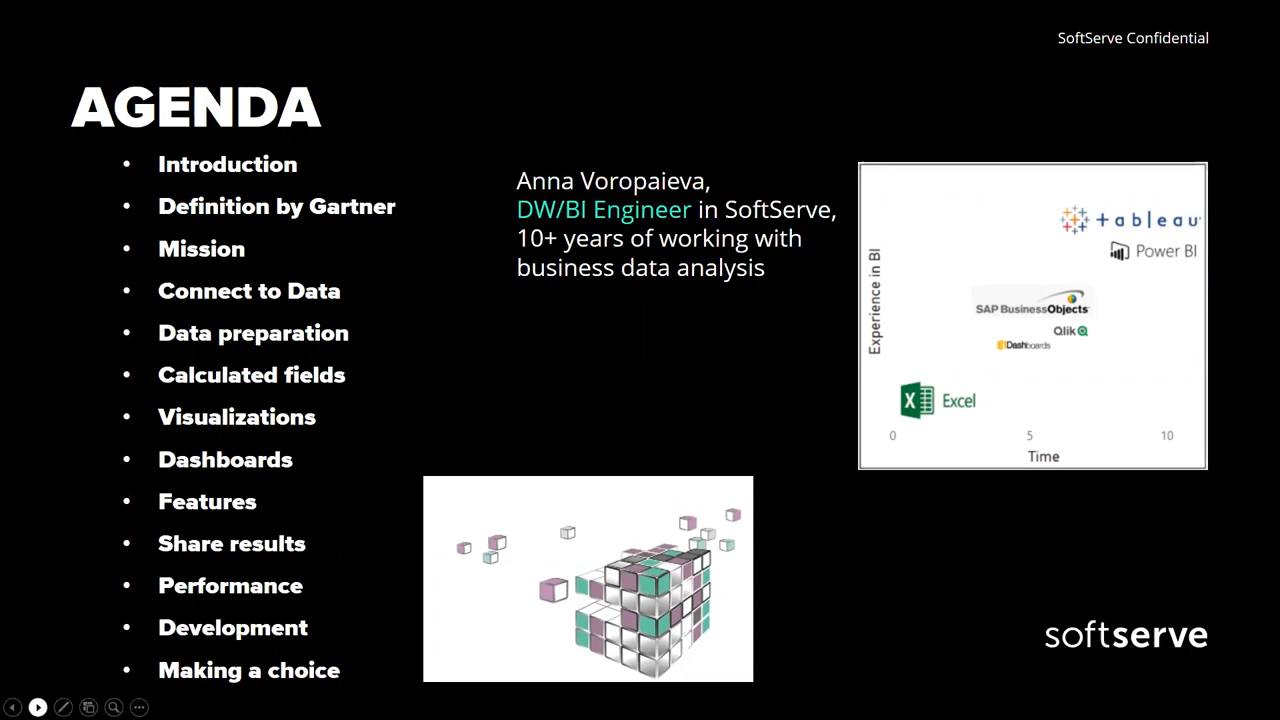 SoftServe Confidential
AGENDA
• Introduction
• Definition by Gartner
• Mission
• Connect to Data
• Data preparation
• Calculated fields
• Visualizations
• Dashboards
• Features
• Share results
• Performance
• Development
• Making a choice
Anna Voropaieva,
DW/BI Engineer in SoftServe,
10+ years of working with
business data analysis
Experience in BI
+ableau
Power BI
SAP BusinessObjects
Qlik
Dashboards
Excel
0 5 10
Time
softserve